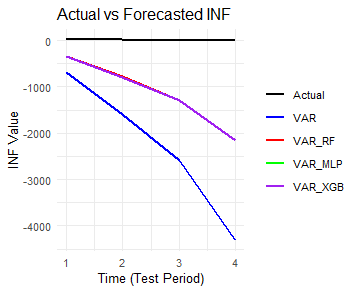 Actual vs Forecasted INF
0
-1000
-2000
-3000
-4000
INF Value
1 2 3 4
Time (Test Period)
Actual
VAR
VAR_RF
VAR_MLP
VAR_XGB